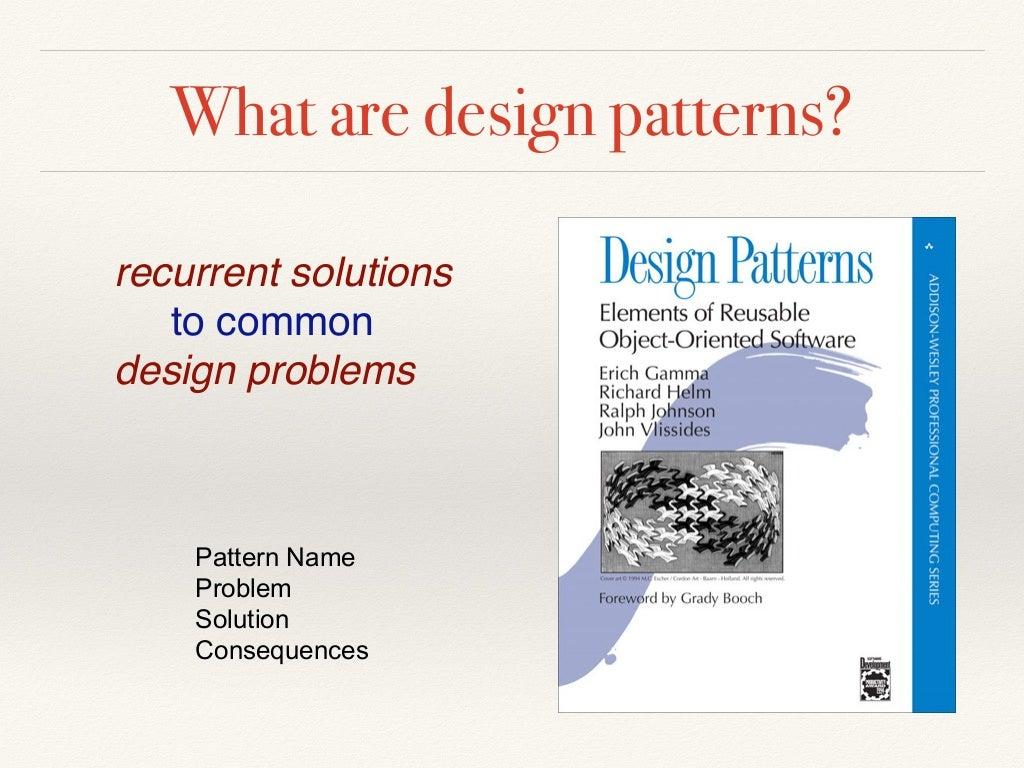 What are design patterns?
recurrent solutions
to common
design problems
Pattern Name
Problem
Solution
Consequences
Design Patterns
Elements of Reusable
Object-Oriented Software
Erich Gamma
Richard Helm
Ralph Johnson
John Vlissides
Cover art © 1994 M.C. Escher / Cordon Art - Baarn - Holland. All rights reserved.
Foreword by Grady Booch
ADDISON-WESLEY PROFESSIONAL COMPUTING SERIES
Development